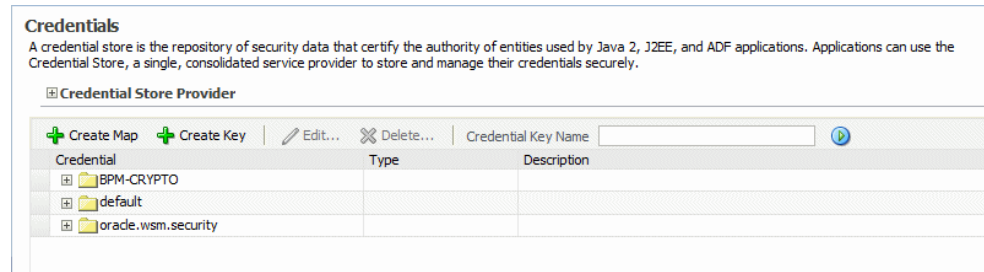 Credentials
A credential store is the repository of security data that certify the authority of entities used by Java 2, J2EE, and ADF applications. Applications can use the
Credential Store, a single, consolidated service provider to store and manage their credentials securely.
Credential Store Provider
Create Map Create Key Edit... Delete... Credential Key Name
Credential Type Description
BPM-CRYPTO
default
oracle.wsm.security